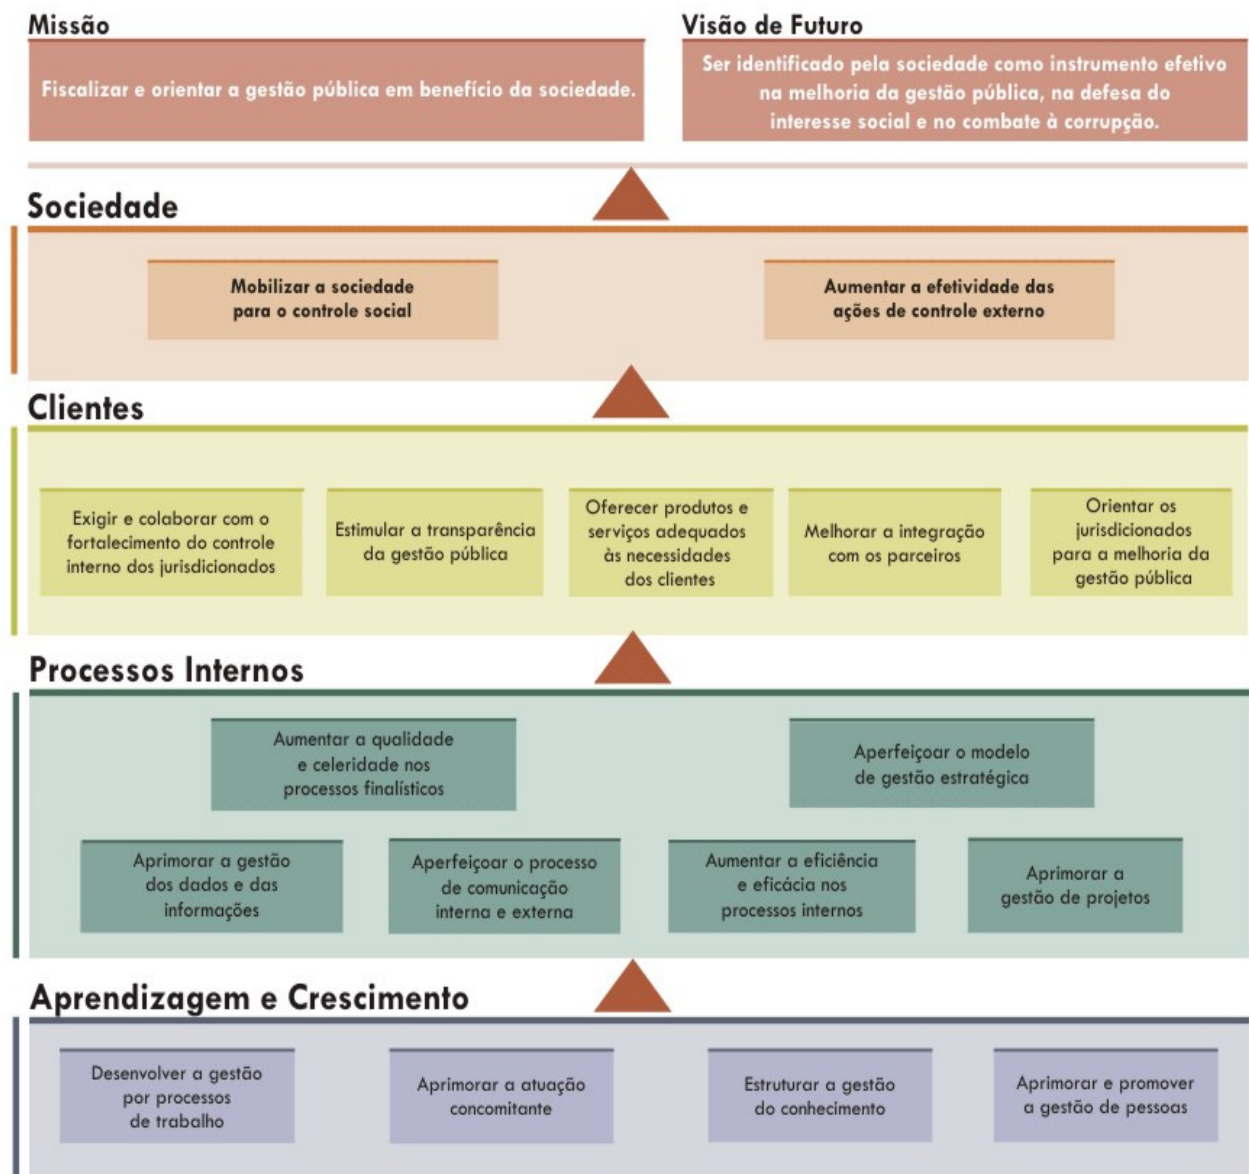 Missão
Fiscalizar e orientar a gestão pública em benefício da sociedade.
Visão de Futuro
Ser identificado pela sociedade como instrumento efetivo
na melhoria da gestão pública, na defesa do
interesse social e no combate à corrupção.
Sociedade
Mobilizar a sociedade
para o controle social
Aumentar a efetividade das
ações de controle externo
Clientes
Exigir e colaborar com o
fortalecimento do controle
interno dos jurisdicionados
Estimular a transparência
da gestão pública
Oferecer produtos e
serviços adequados
às necessidades
dos clientes
Melhorar a integração
com os parceiros
Orientar os
jurisdicionados
para a melhoria da
gestão pública
Processos Internos
Aumentar a qualidade
e celeridade nos
processos finalísticos
Aperfeiçoar o modelo
de gestão estratégica
Aprimorar a gestão
dos dados e das
informações
Aperfeiçoar o processo
de comunicação
interna e externa
Aumentar a eficiência
e eficácia nos
processos internos
Aprimorar a
gestão de projetos
Aprendizagem e Crescimento
Desenvolver a gestão
por processos
de trabalho
Aprimorar a atuação
concomitante
Estruturar a gestão
do conhecimento
Aprimorar e promover
a gestão de pessoas